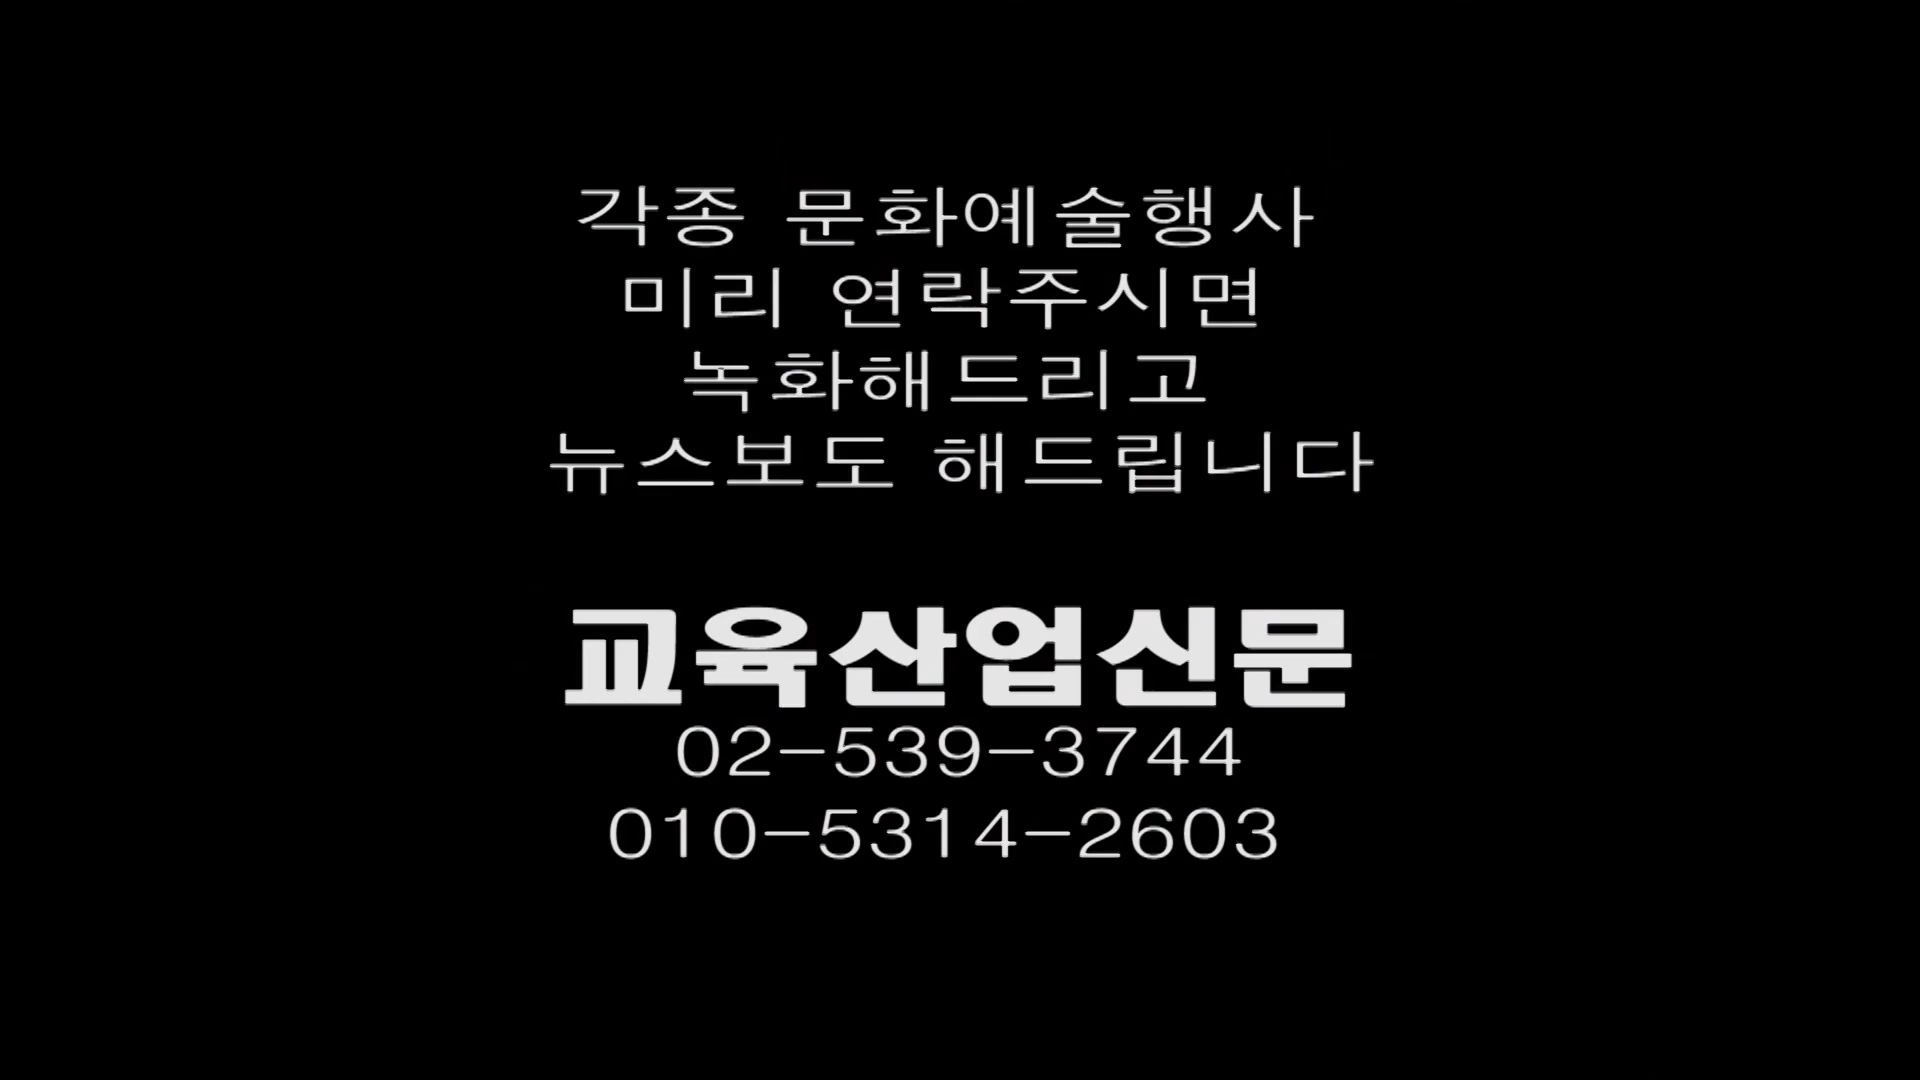 각종 문화예술행사
미리 연락주시면
녹화해드리고
뉴스보도 해드립니다
교육산업신문
02-539-3744
010-5314-2603